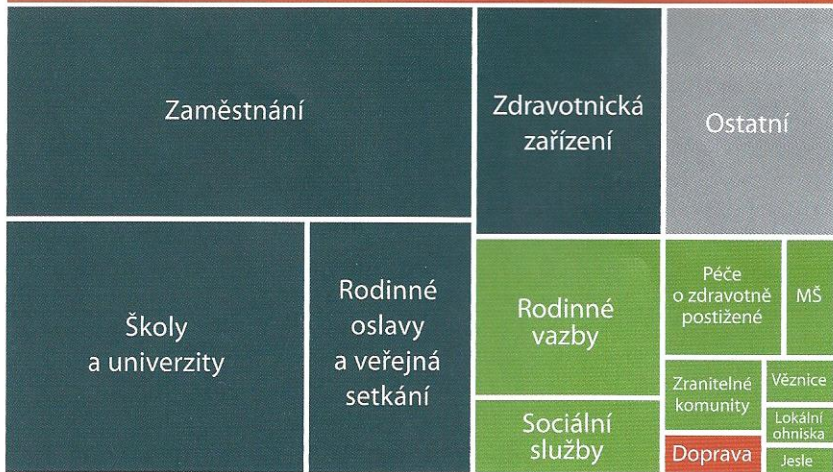 Zaměstnání
Zdravotnická
zařízení
Ostatní
Školy
a univerzity
Rodinné
oslavy
a veřejná
setkání
Rodinné
vazby
Sociální
služby
Péče
o zdravotně
postižené
MŠ
Zranitelné
komunity
Věznice
Lokální
ohniska
Doprava
Jesle